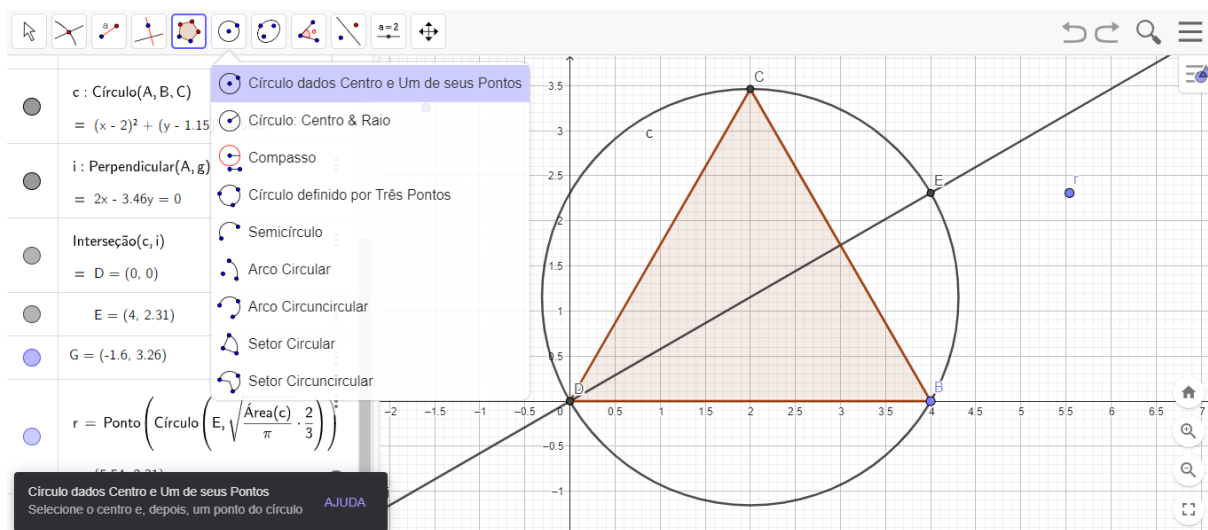 a
α
a=2
c : Círculo(A, B, C)
= (x - 2)² + (y - 1.15
i : Perpendicular(A, g)
= 2x - 3.46y = 0
Interseção(c, i)
= D = (0, 0)
E = (4, 2.31)
G = (-1.6, 3.26)
r = Ponto(Círculo(E, √(Área(c)/π) · 2/3))
Círculo dados Centro e Um de seus Pontos
Círculo: Centro & Raio
Compasso
Círculo definido por Três Pontos
Semicírculo
Arco Circular
Arco Circuncircular
Setor Circular
Setor Circuncircular
Círculo dados Centro e Um de seus Pontos
Selecione o centro e, depois, um ponto do círculo
AJUDA
3.5
3
2.5
2
1.5
1
0.5
−0.5
−1
−2
−1.5
−1
−0.5
0
0.5
1
1.5
2
2.5
3
3.5
4
4.5
5
5.5
6
6.5
7
C
c
E
r
D
B